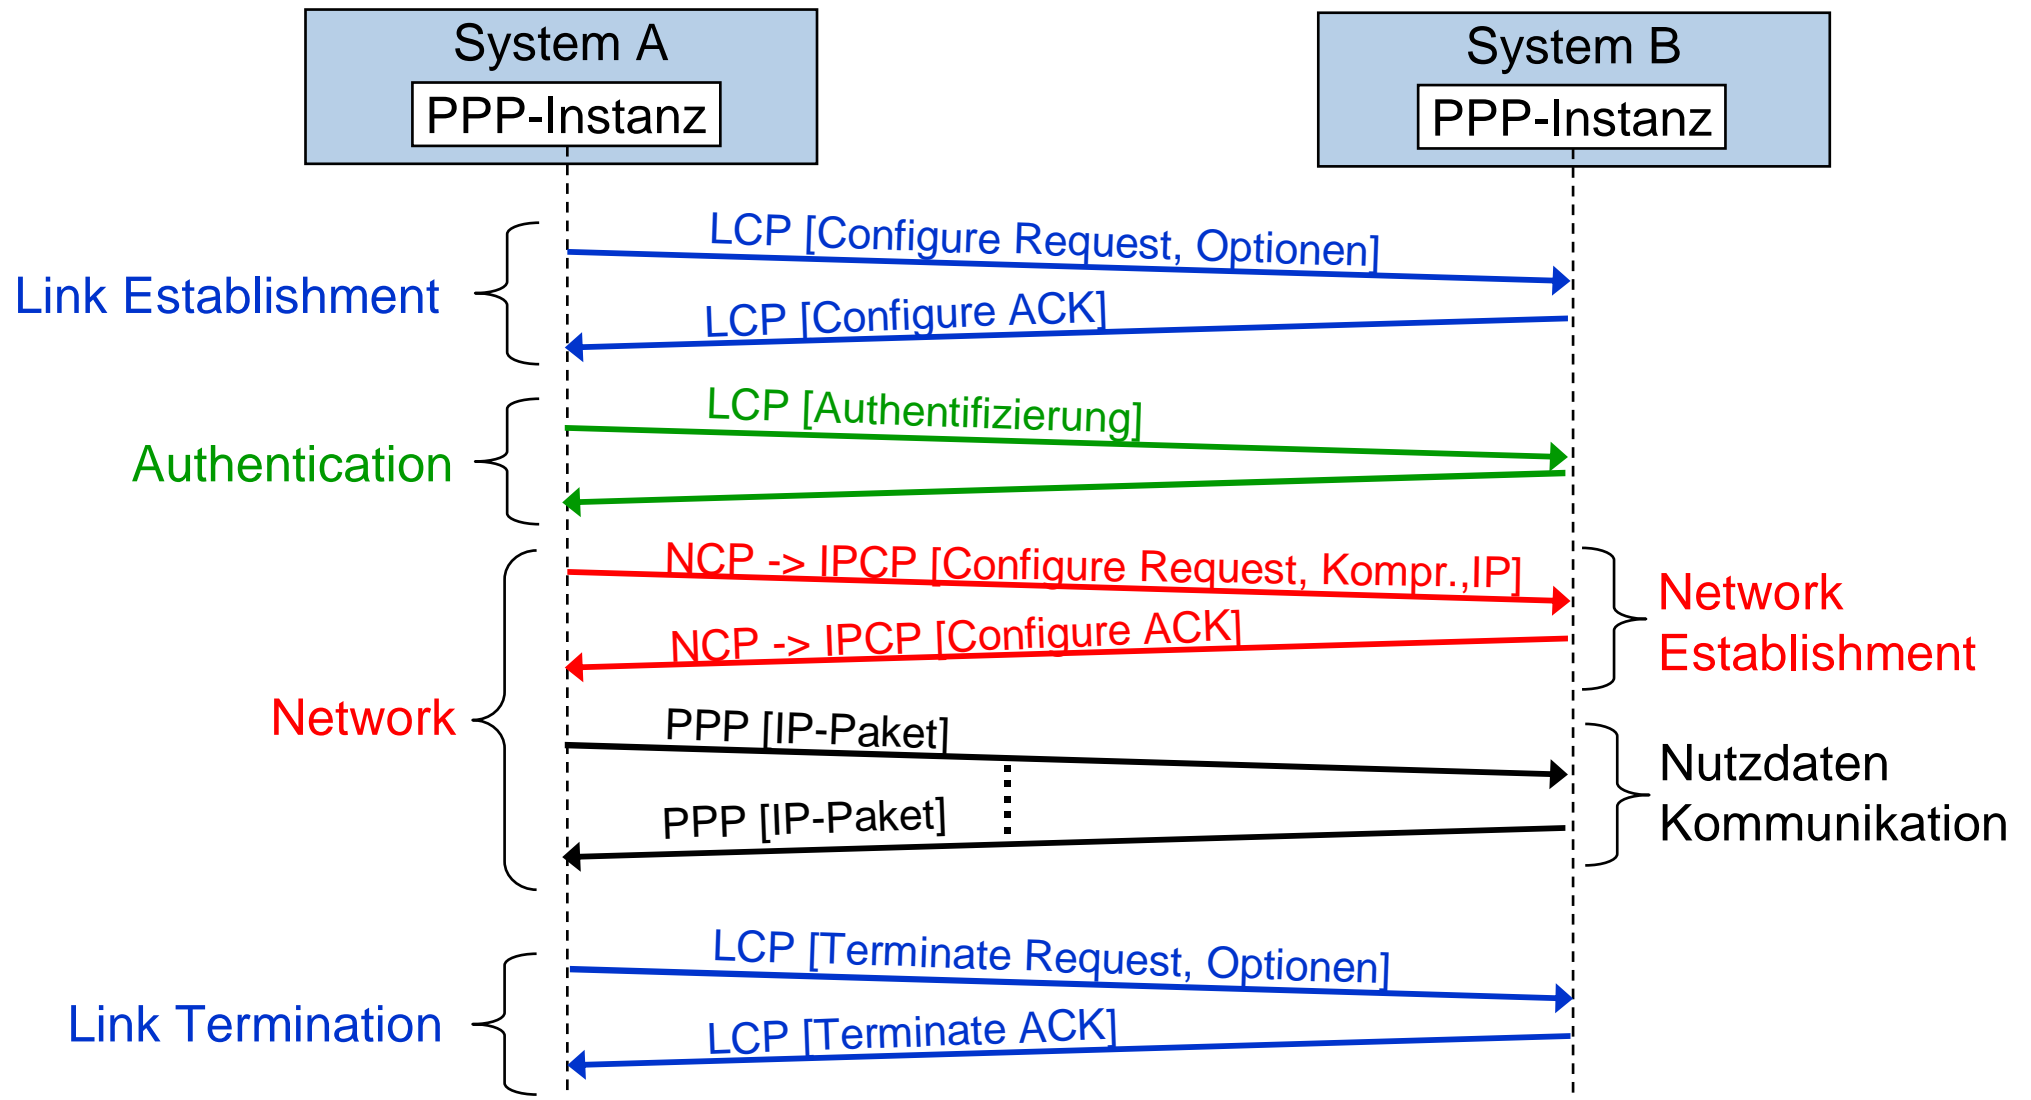 System A
PPP-Instanz
System B
PPP-Instanz
Link Establishment
LCP [Configure Request, Optionen]
LCP [Configure ACK]
Authentication
LCP [Authentifizierung]
Network
NCP -> IPCP [Configure Request, Kompr.,IP]
NCP -> IPCP [Configure ACK]
Network
Establishment
PPP [IP-Paket]
PPP [IP-Paket]
Nutzdaten
Kommunikation
Link Termination
LCP [Terminate Request, Optionen]
LCP [Terminate ACK]